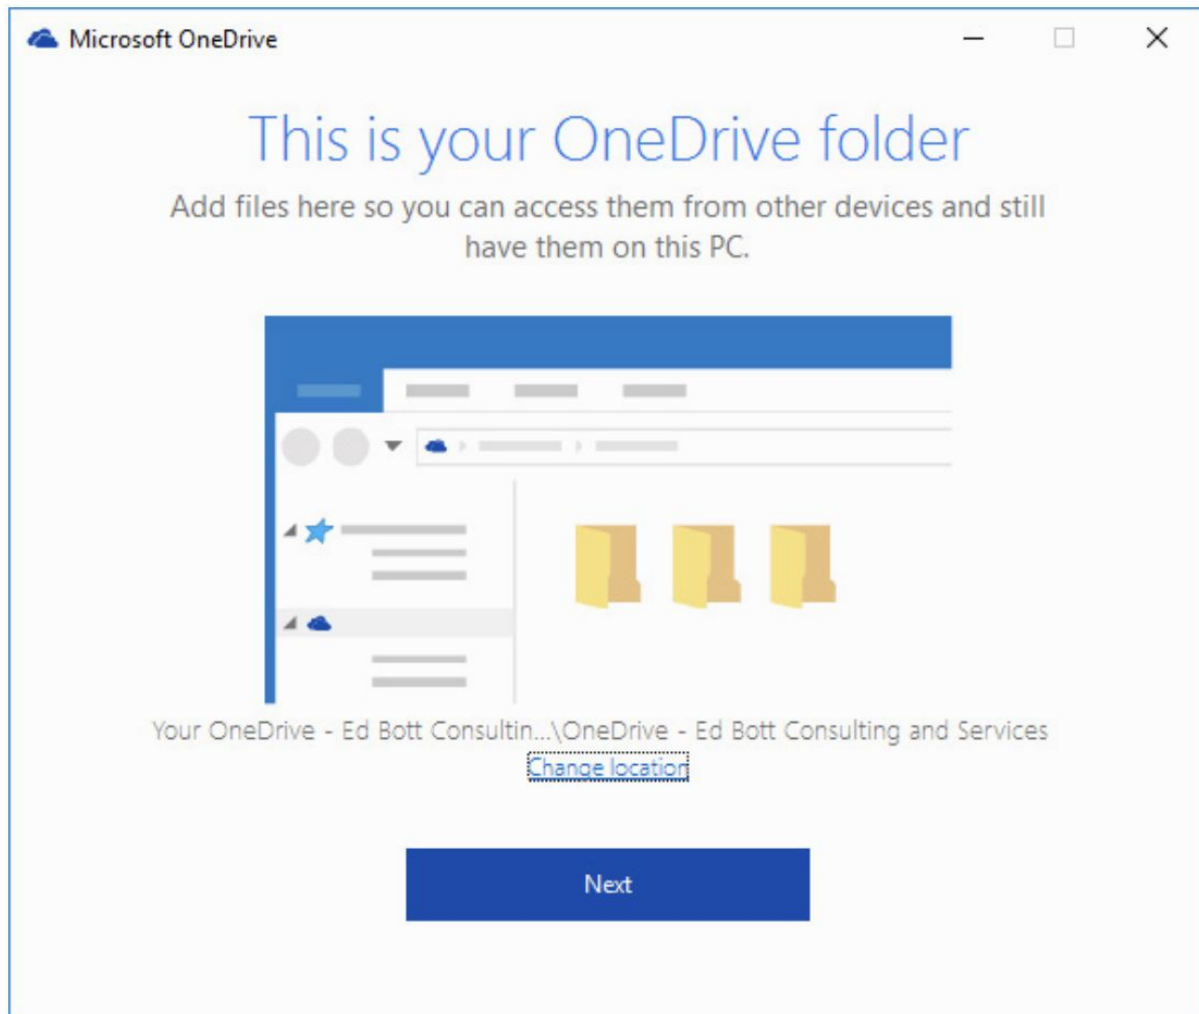 Microsoft OneDrive
This is your OneDrive folder
Add files here so you can access them from other devices and still
have them on this PC.
Your OneDrive - Ed Bott Consultin...\OneDrive - Ed Bott Consulting and Services
Change location
Next